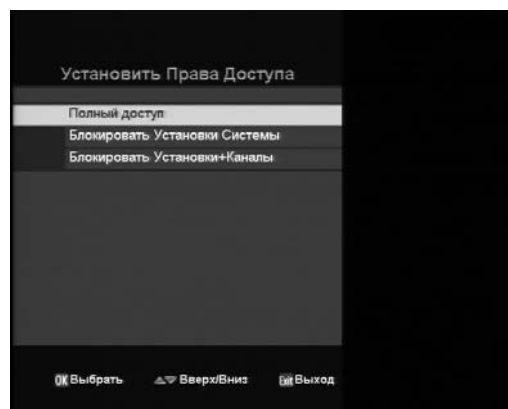 Установить Права Доступа
Полный доступ
Блокировать Установки Системы
Блокировать Установки+Каналы
OK Выбрать Вверх/Вниз Exit Выход